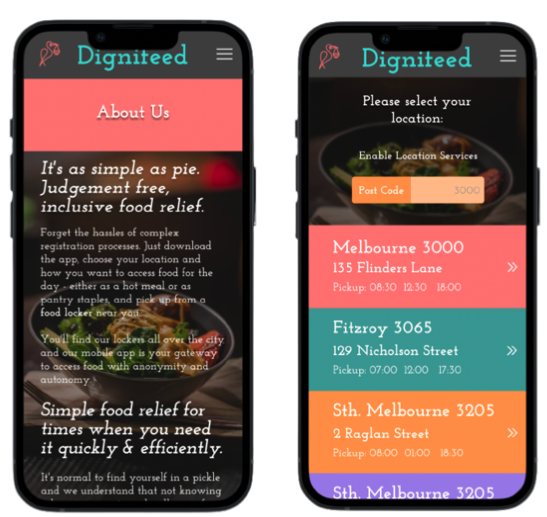 Digniteed
About Us
It's as simple as pie.
Judgement free,
inclusive food relief.
Forget the hassles of complex
registration processes. Just download
the app, choose your location and
how you want to access food for the
day - either as a hot meal or as
pantry staples, and pick up from a
food locker near you.
You'll find our lockers all over the city
and our mobile app is your gateway
to access food with anonymity and
autonomy.
Simple food relief for
times when you need
it quickly & efficiently.
It's normal to find yourself in a pickle
and we understand that not knowing
Digniteed
Please select your
location:
Enable Location Services
Post Code 3000
Melbourne 3000
135 Flinders Lane
Pickup: 08:30 12:30 18:00
Fitzroy 3065
129 Nicholson Street
Pickup: 07:00 12:00 17:30
Sth. Melbourne 3205
2 Raglan Street
Pickup: 08:00 01:00 18:30
Sth. Melbourne 3205